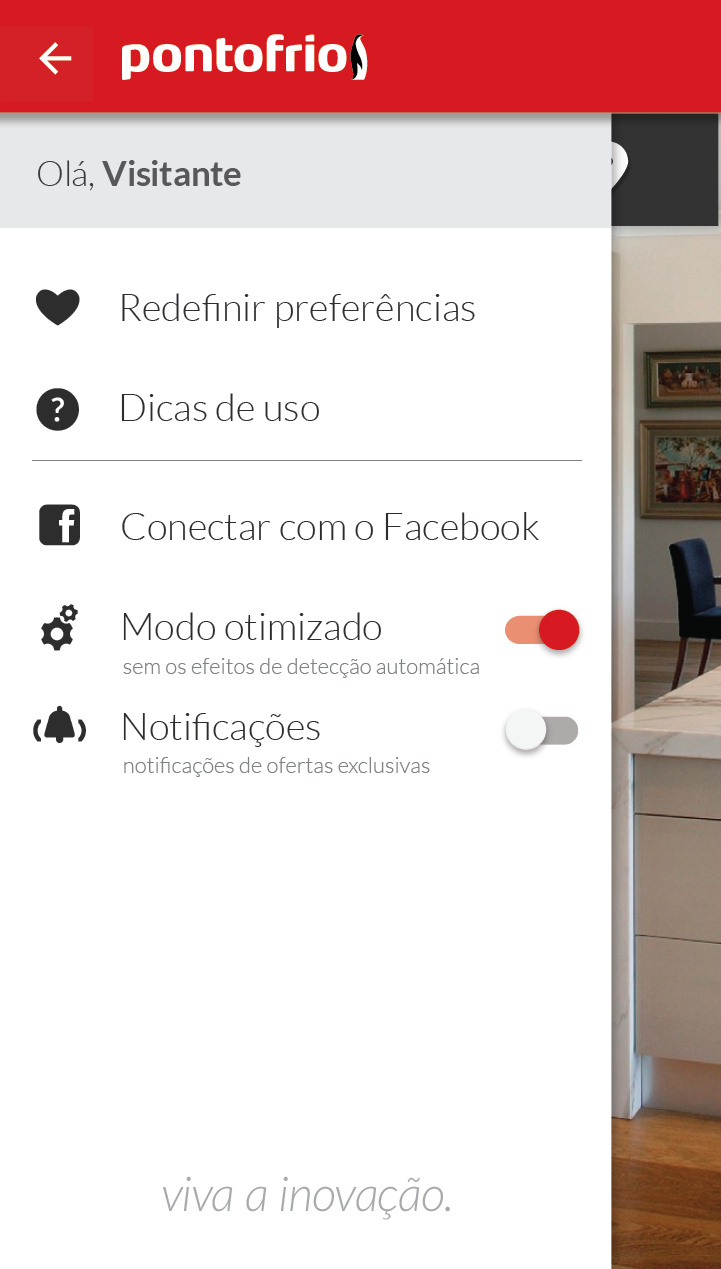 pontofrio
Olá, Visitante
Redefinir preferências
? Dicas de uso
Conectar com o Facebook
Modo otimizado
sem os efeitos de detecção automática
Notificações
notificações de ofertas exclusivas
viva a inovação.